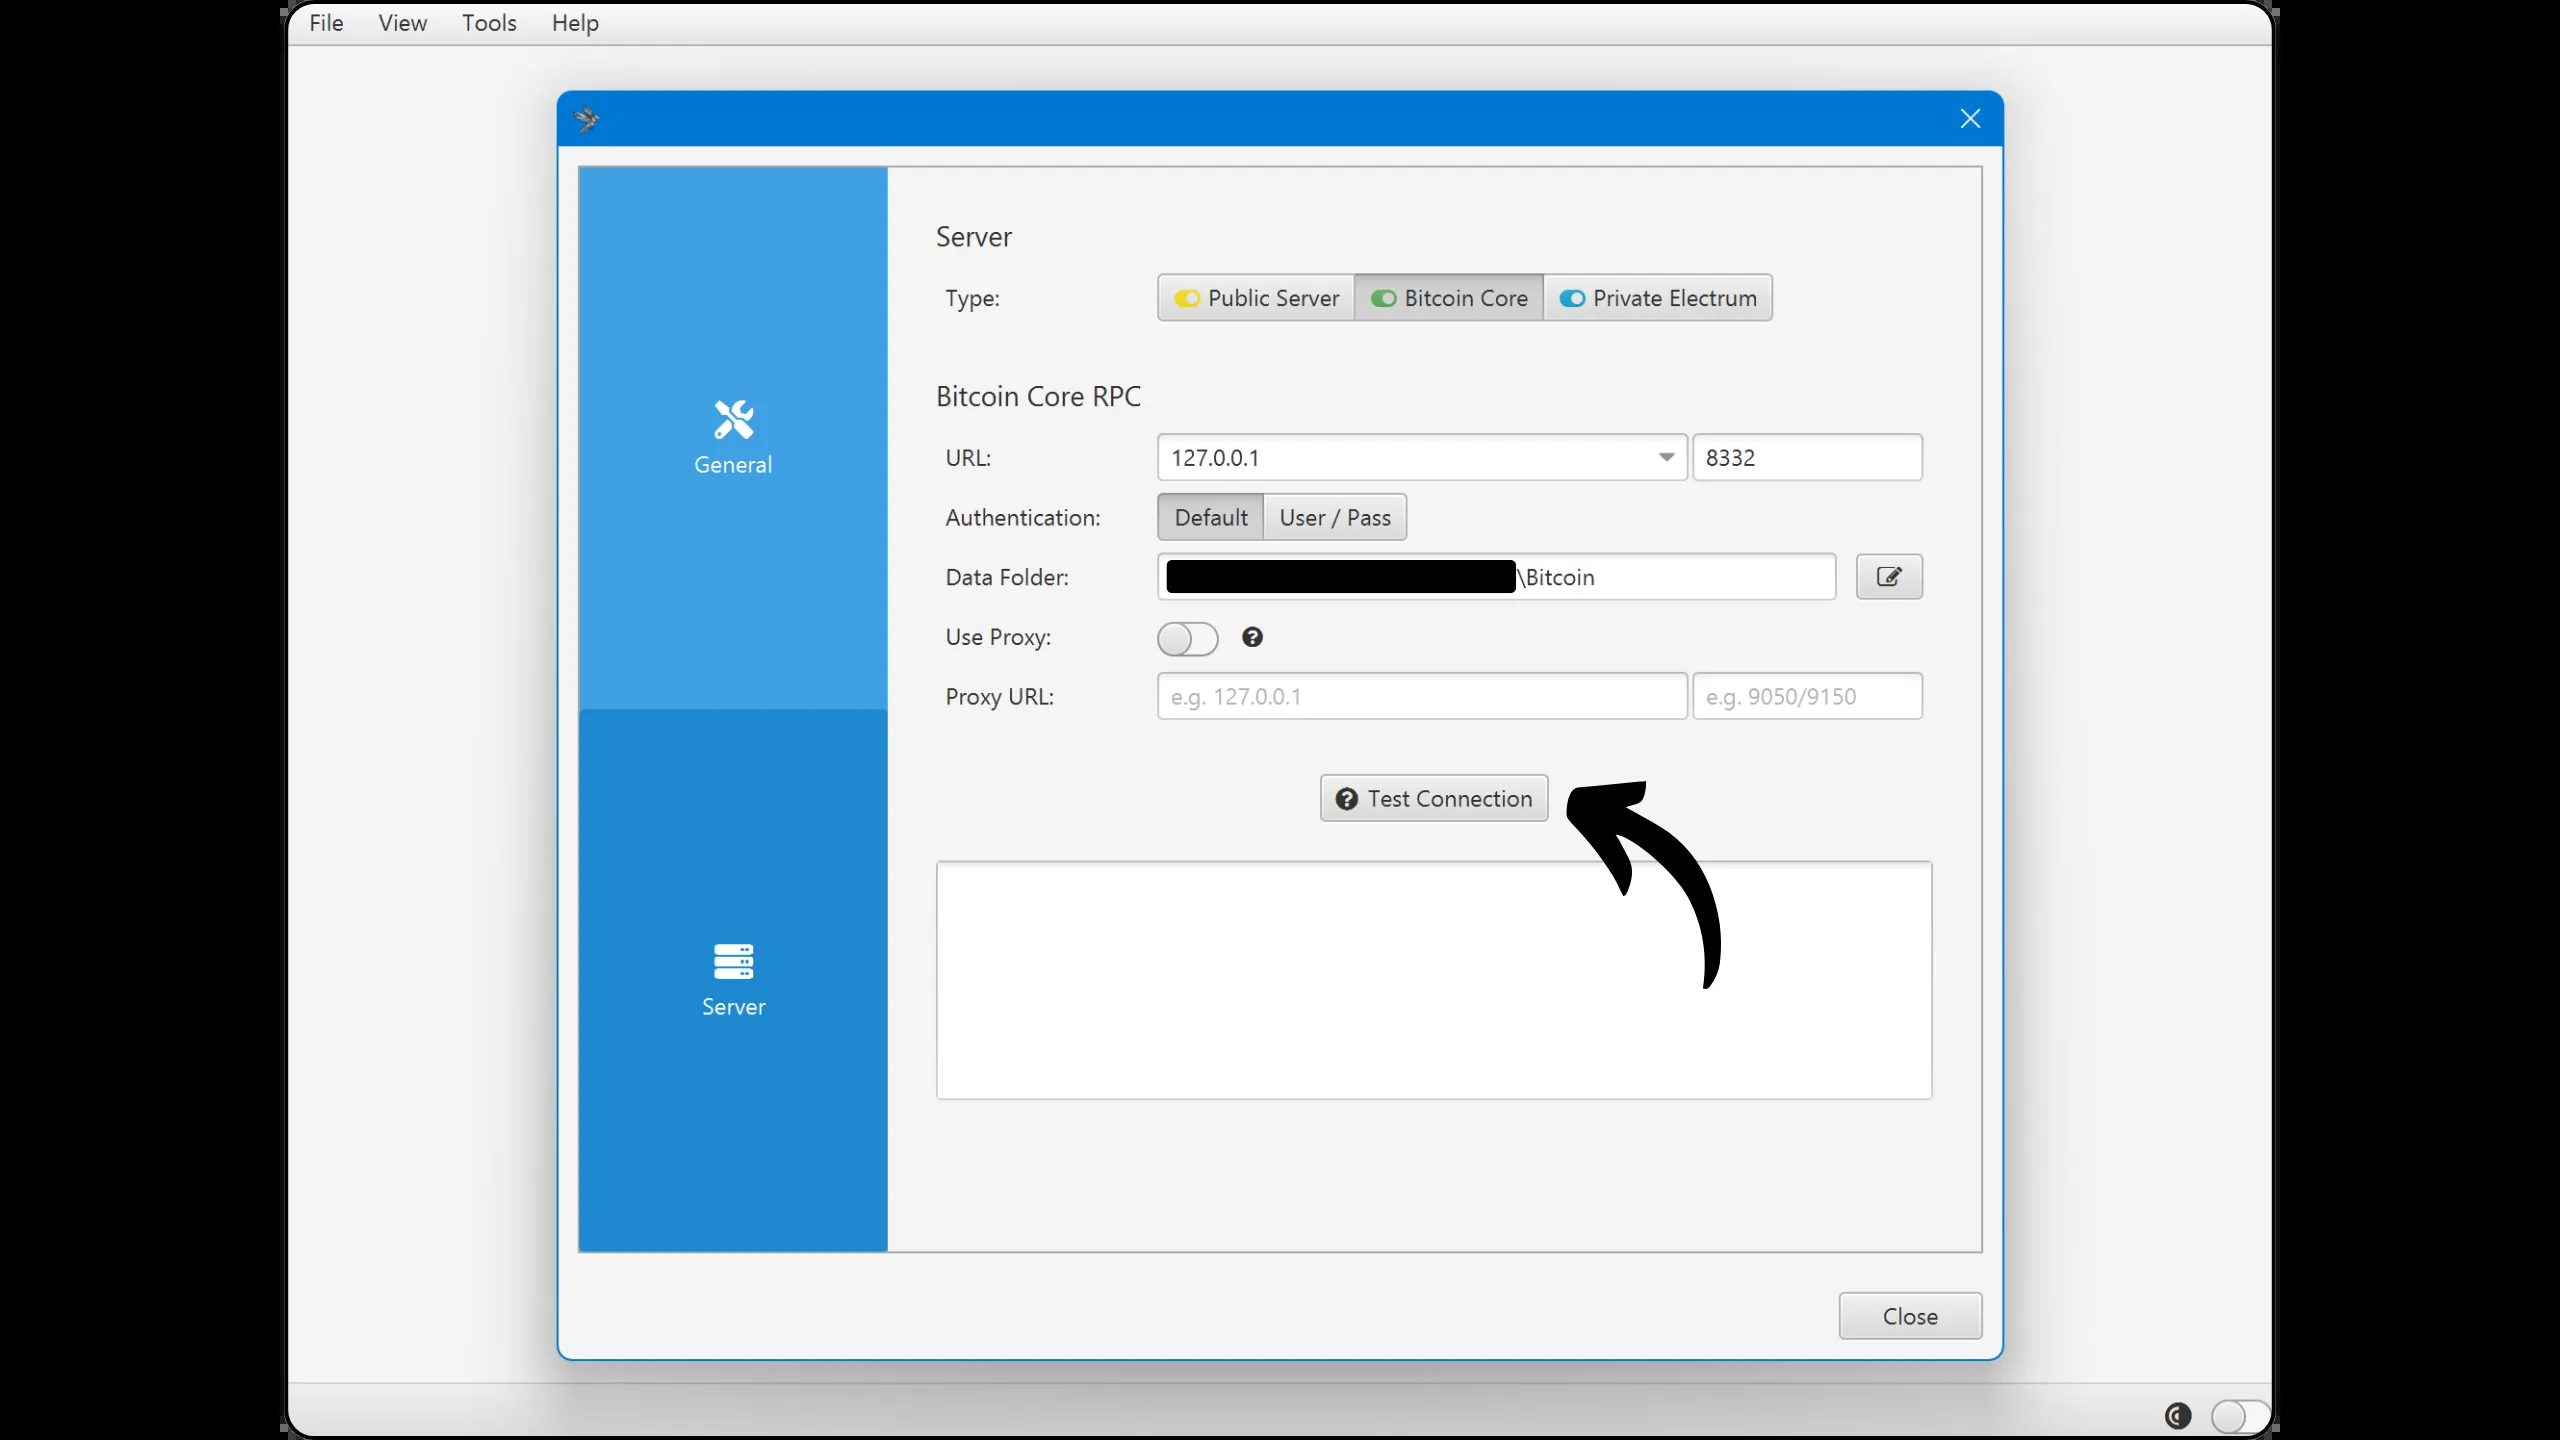 File View Tools Help
Server
Type: Public Server Bitcoin Core Private Electrum
Bitcoin Core RPC
URL: 127.0.0.1 8332
Authentication: Default User / Pass
General
Data Folder: \Bitcoin
Use Proxy:
Proxy URL: e.g. 127.0.0.1 e.g. 9050/9150
Test Connection
Server
Close